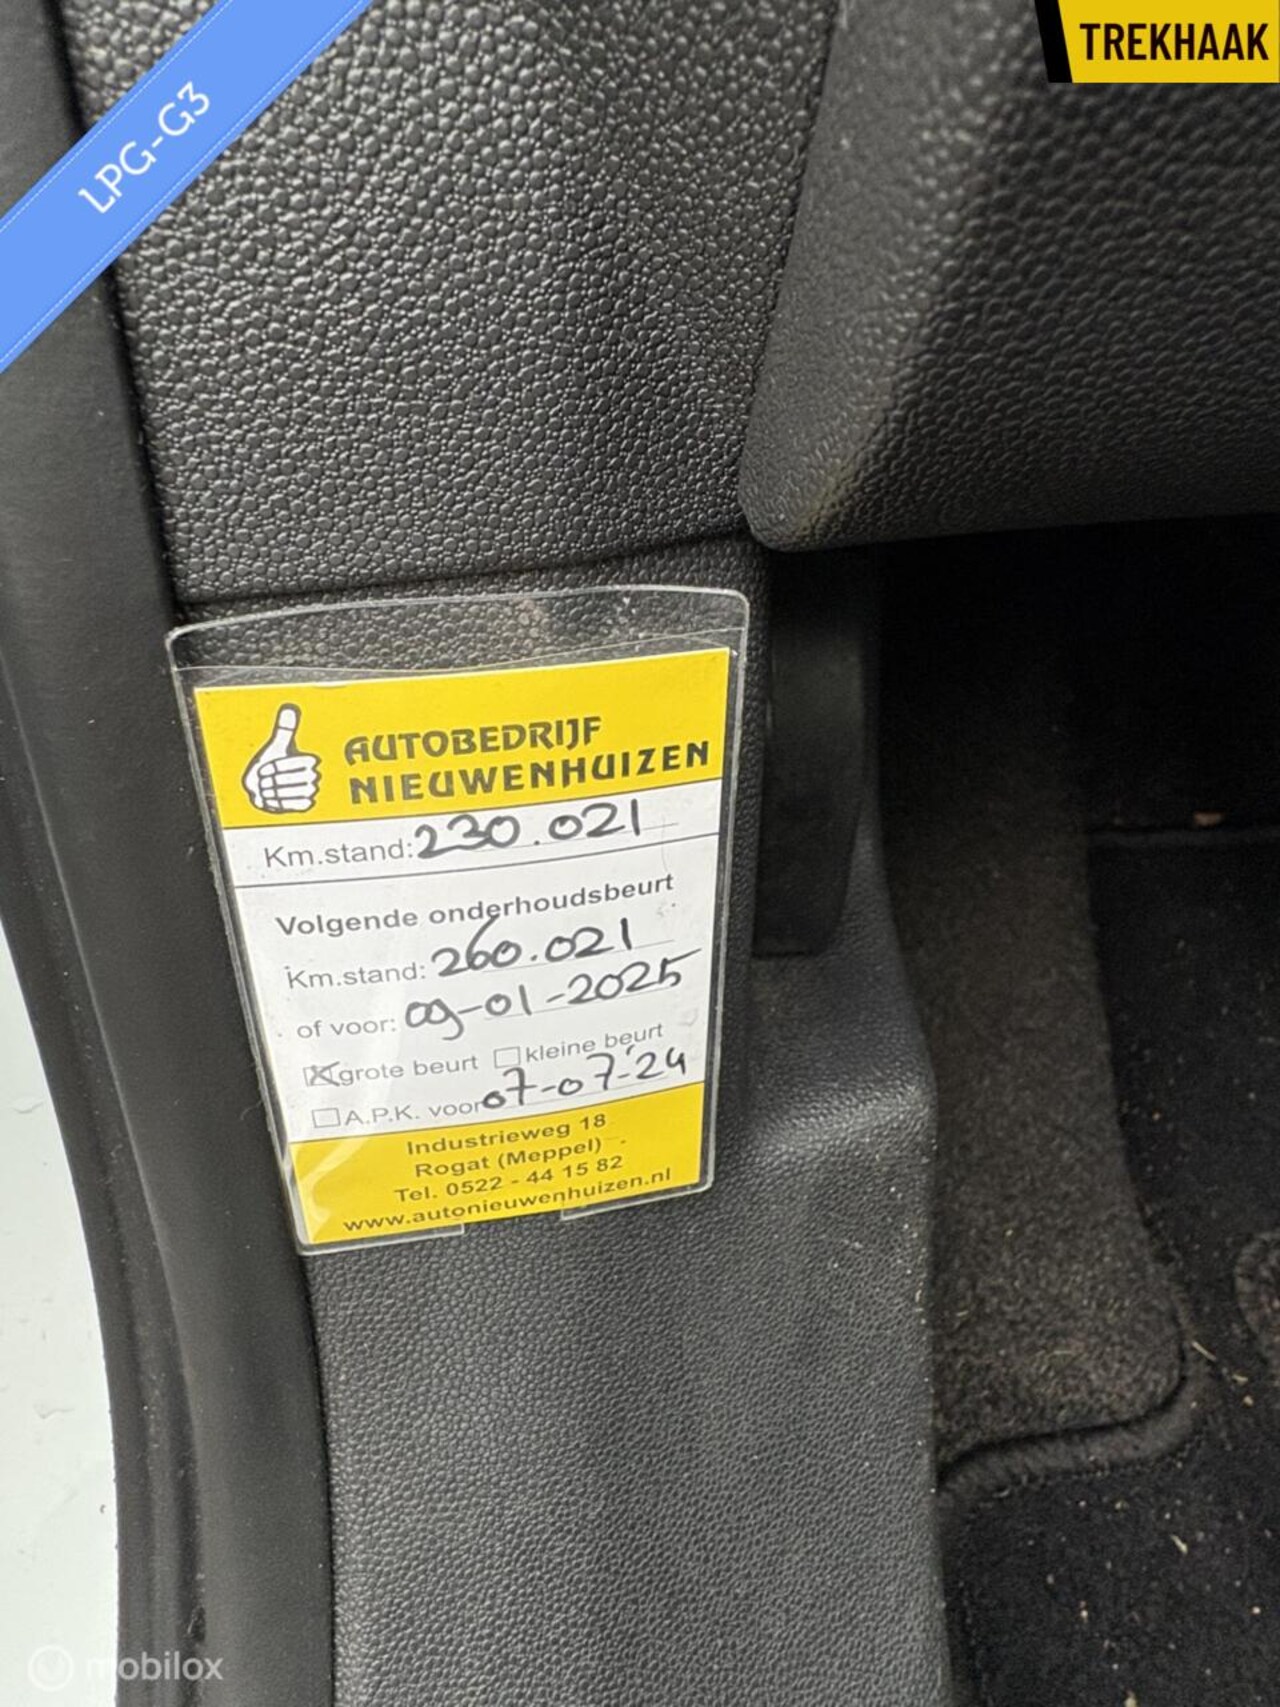 TREKHAAK
LPG-G3
AUTOBEDRIJF
NIEUWENHUIZEN
Km.stand: 230.021
Volgende onderhoudsbeurt
Km.stand: 260.021
of voor: 09-01-2025
grote beurt kleine beurt
A.P.K. voor 07-07-'24
Industrieweg 18
Rogat (Meppel)
Tel. 0522 - 44 15 82
www.autonieuwenhuizen.nl
mobilox